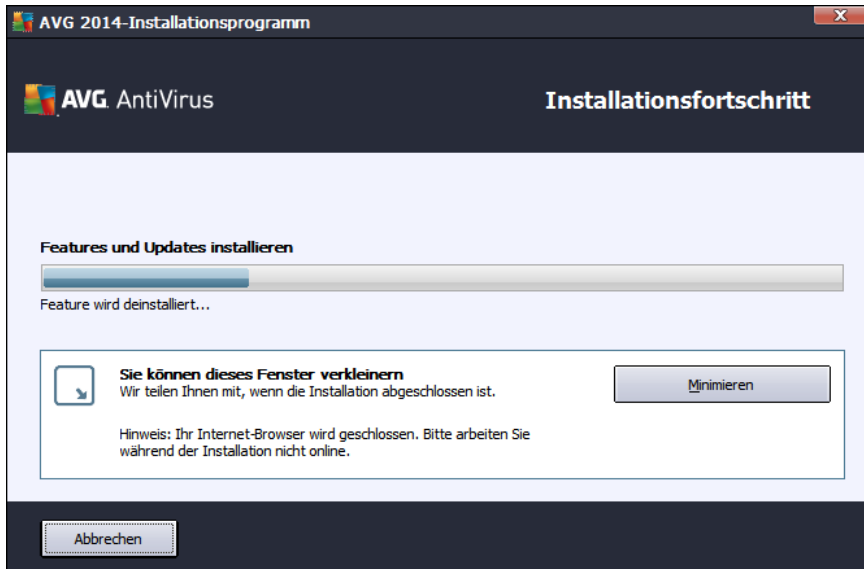 AVG 2014-Installationsprogramm
AVG. AntiVirus
Installationsfortschritt
Features und Updates installieren
Feature wird deinstalliert...
Sie können dieses Fenster verkleinern
Wir teilen Ihnen mit, wenn die Installation abgeschlossen ist.
Minimieren
Hinweis: Ihr Internet-Browser wird geschlossen. Bitte arbeiten Sie
während der Installation nicht online.
Abbrechen